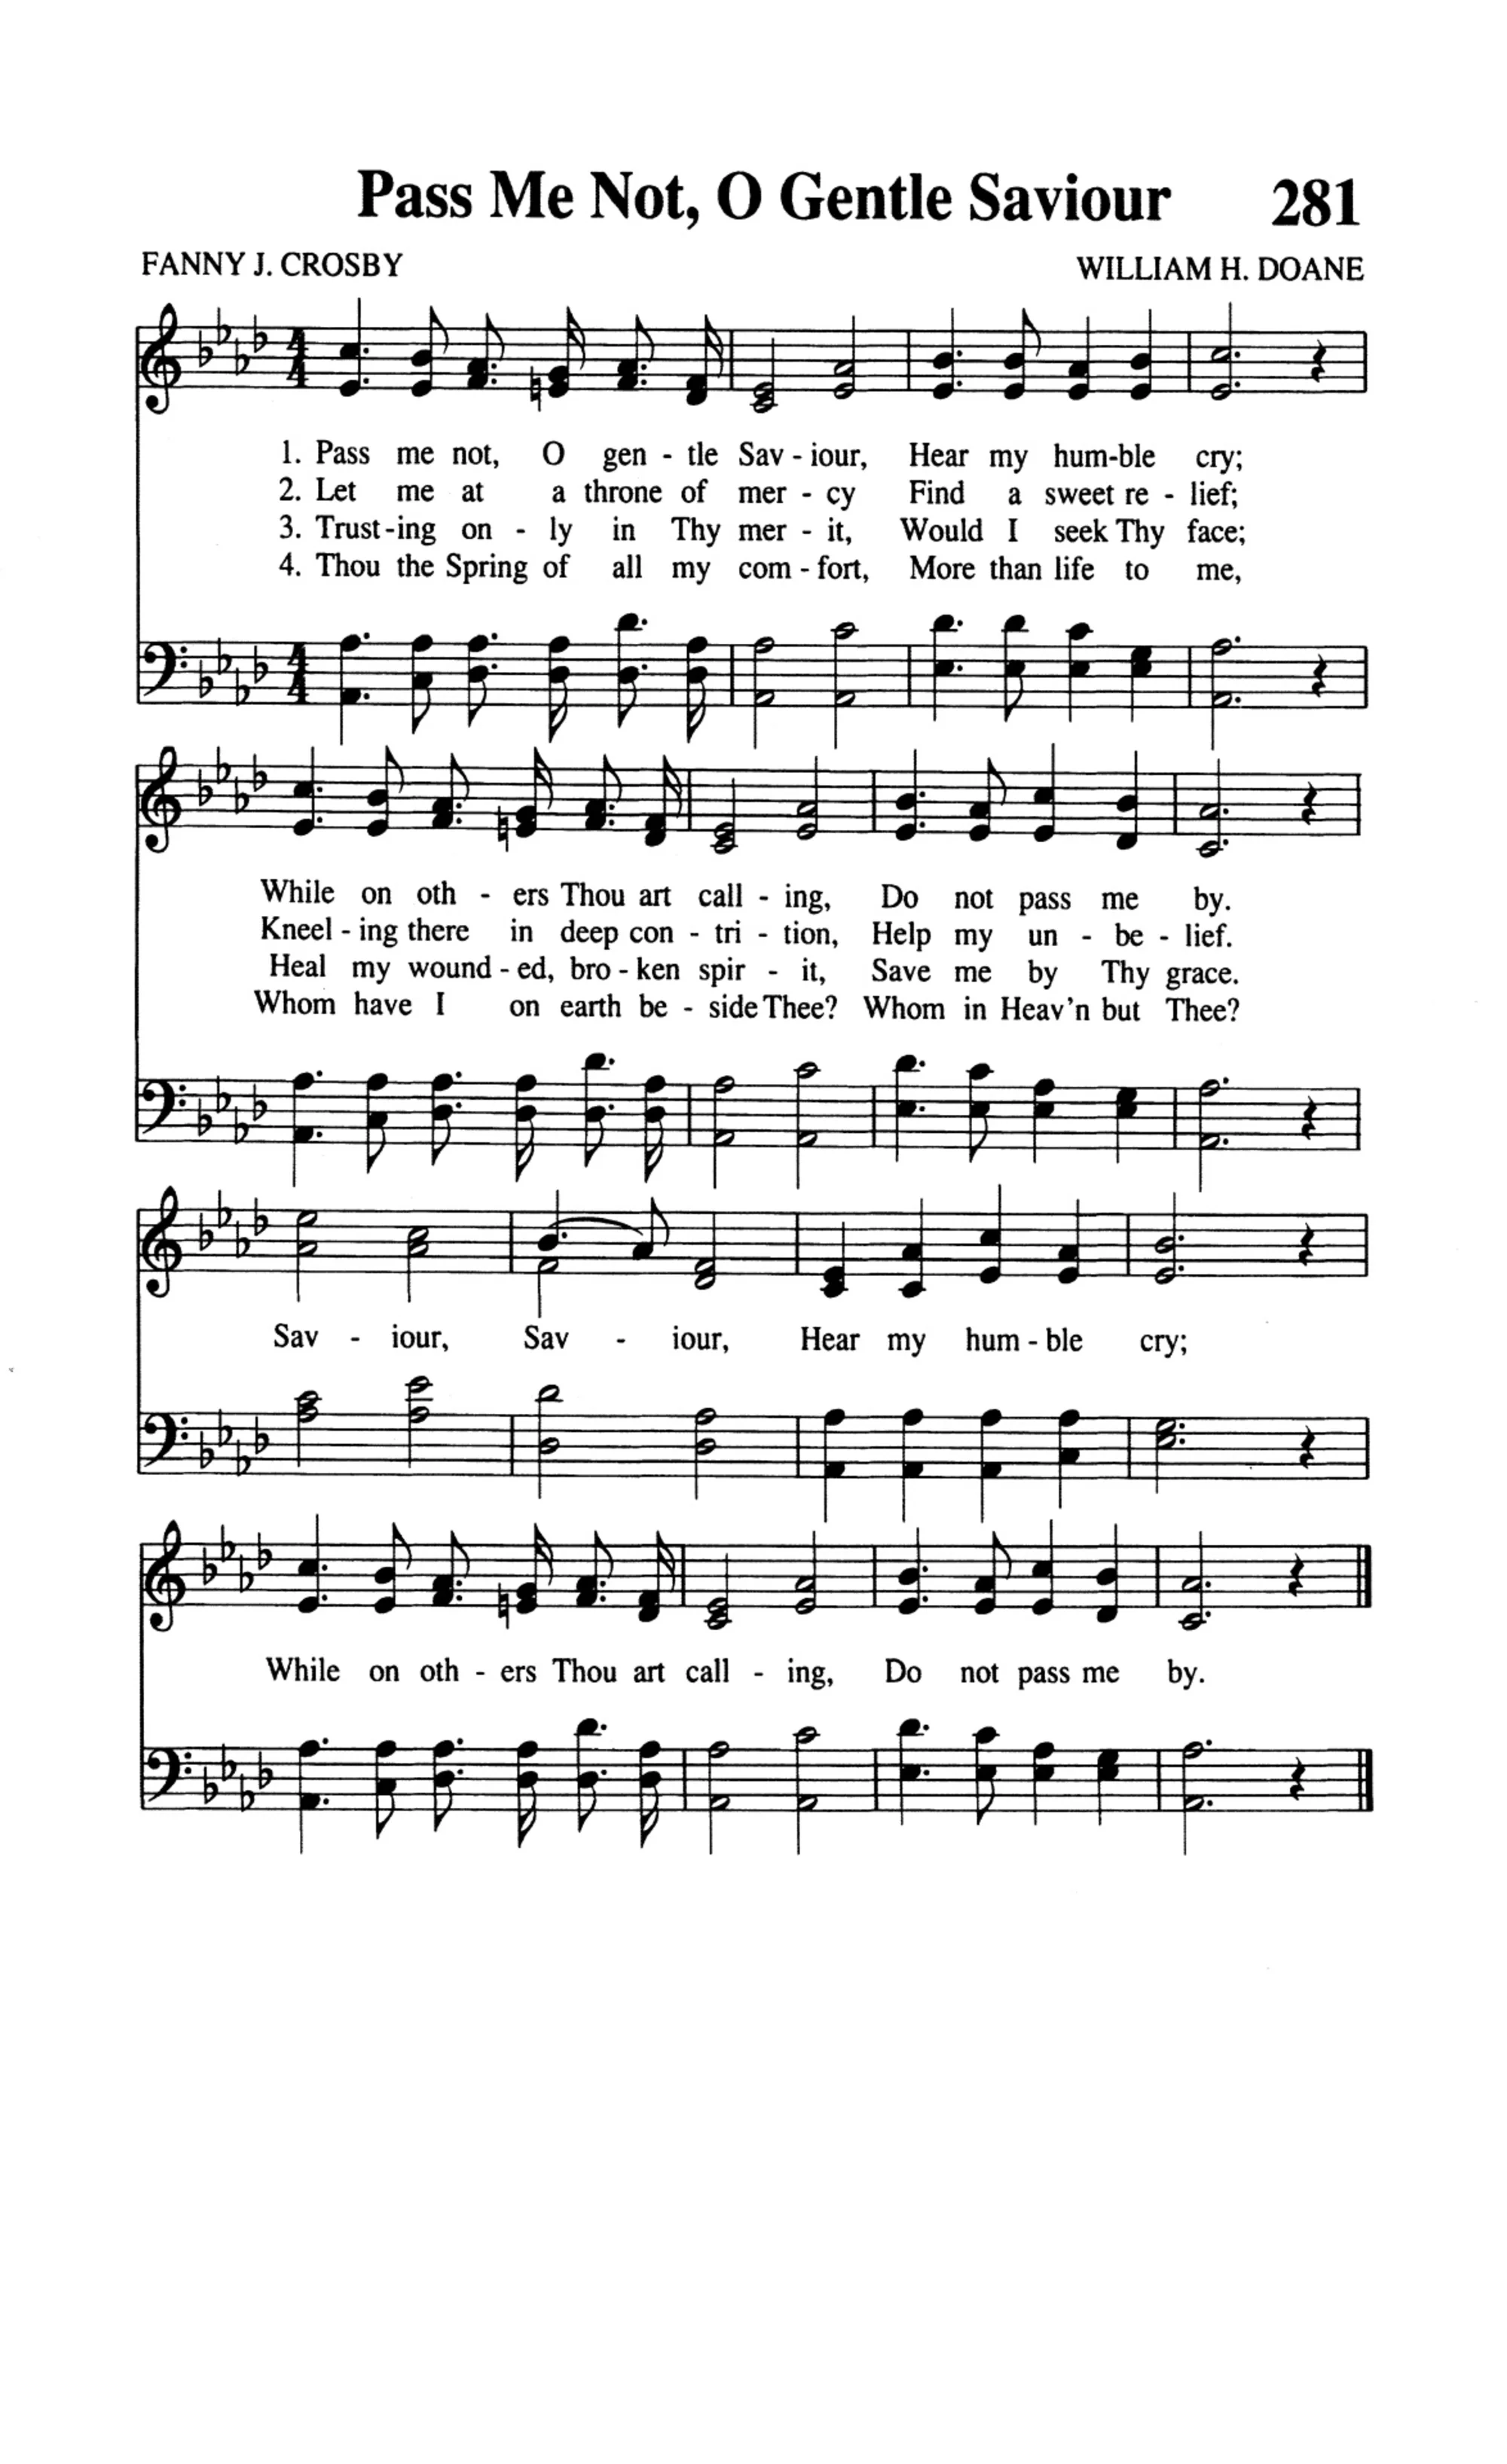 Pass Me Not, O Gentle Saviour 281
FANNY J. CROSBY WILLIAM H. DOANE
1. Pass me not, O gen - tle Sav - iour, Hear my hum-ble cry;
2. Let me at a throne of mer - cy Find a sweet re - lief;
3. Trust-ing on - ly in Thy mer - it, Would I seek Thy face;
4. Thou the Spring of all my com - fort, More than life to me,
While on oth - ers Thou art call - ing, Do not pass me by.
Kneel - ing there in deep con - tri - tion, Help my un - be - lief.
Heal my wound - ed, bro - ken spir - it, Save me by Thy grace.
Whom have I on earth be - side Thee? Whom in Heav'n but Thee?
Sav - iour, Sav - iour, Hear my hum - ble cry;
While on oth - ers Thou art call - ing, Do not pass me by.